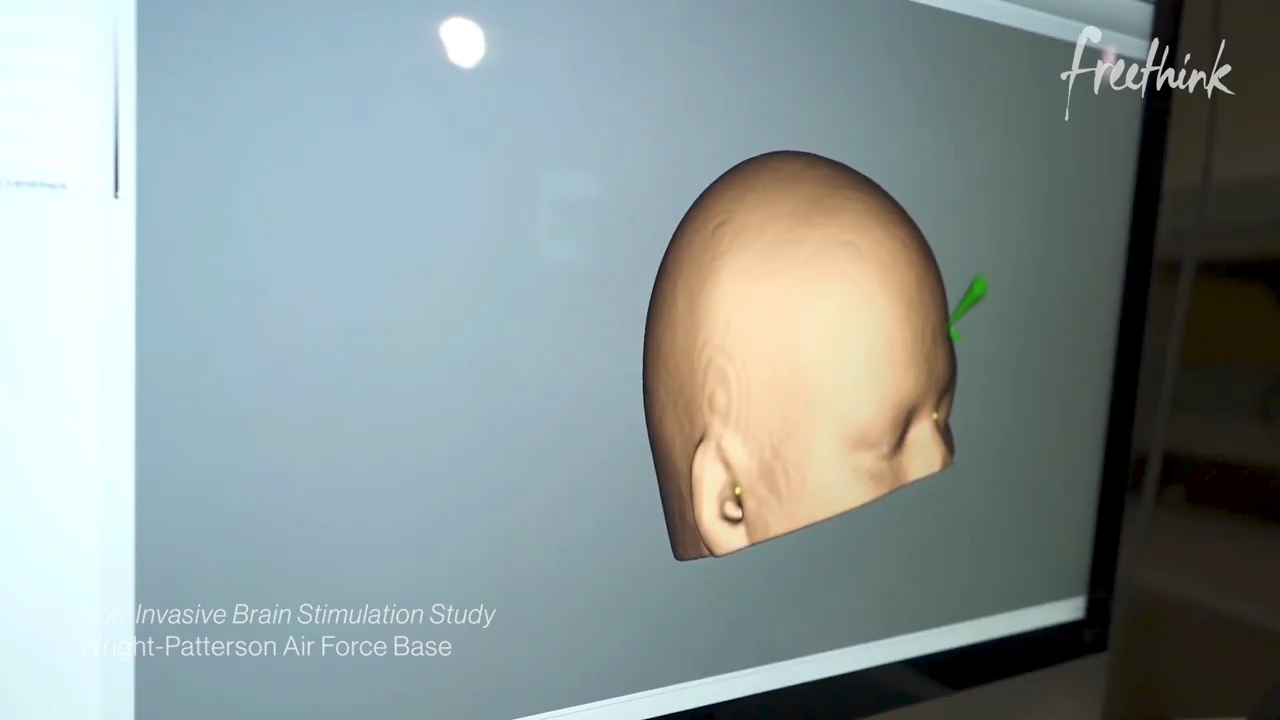 freethink
Non-Invasive Brain Stimulation Study
Wright-Patterson Air Force Base